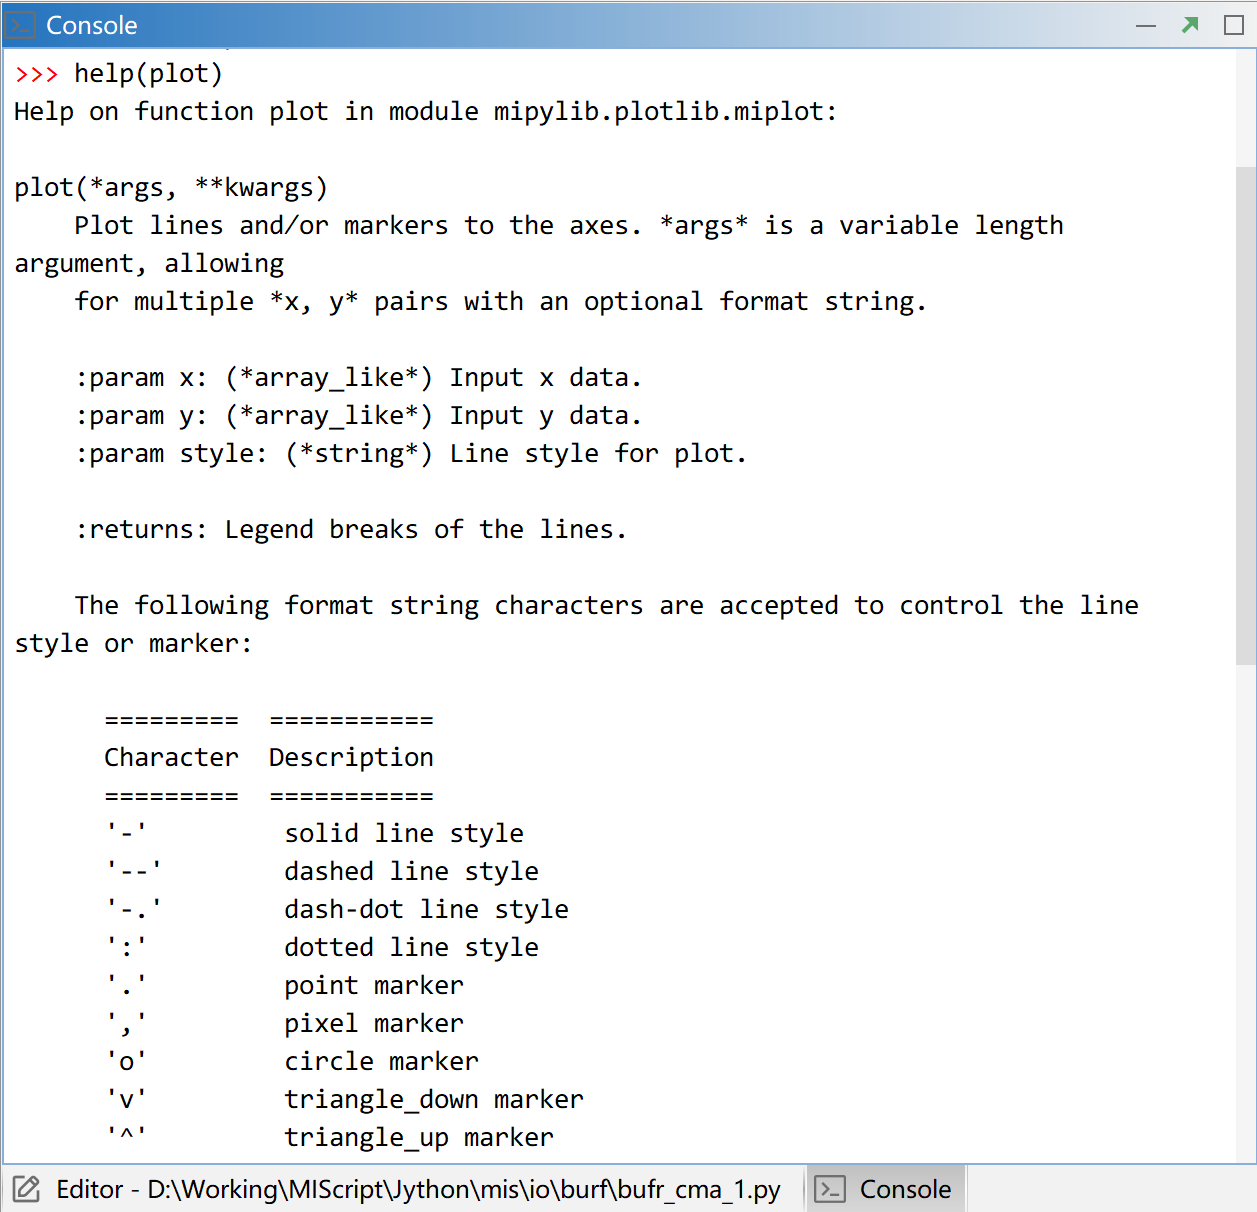 Console
>>> help(plot)
Help on function plot in module mipylib.plotlib.miplot:
plot(*args, **kwargs)
    Plot lines and/or markers to the axes. *args* is a variable length
argument, allowing
    for multiple *x, y* pairs with an optional format string.
    :param x: (*array_like*) Input x data.
    :param y: (*array_like*) Input y data.
    :param style: (*string*) Line style for plot.
    :returns: Legend breaks of the lines.
    The following format string characters are accepted to control the line
style or marker:
      =========  ===========
      Character  Description
      =========  ===========
      '-'         solid line style
      '--'        dashed line style
      '-.'        dash-dot line style
      ':'         dotted line style
      '.'         point marker
      ','         pixel marker
      'o'         circle marker
      'v'         triangle_down marker
      '^'         triangle_up marker
Editor - D:\Working\MIScript\Jython\mis\io\burf\bufr_cma_1.py
Console